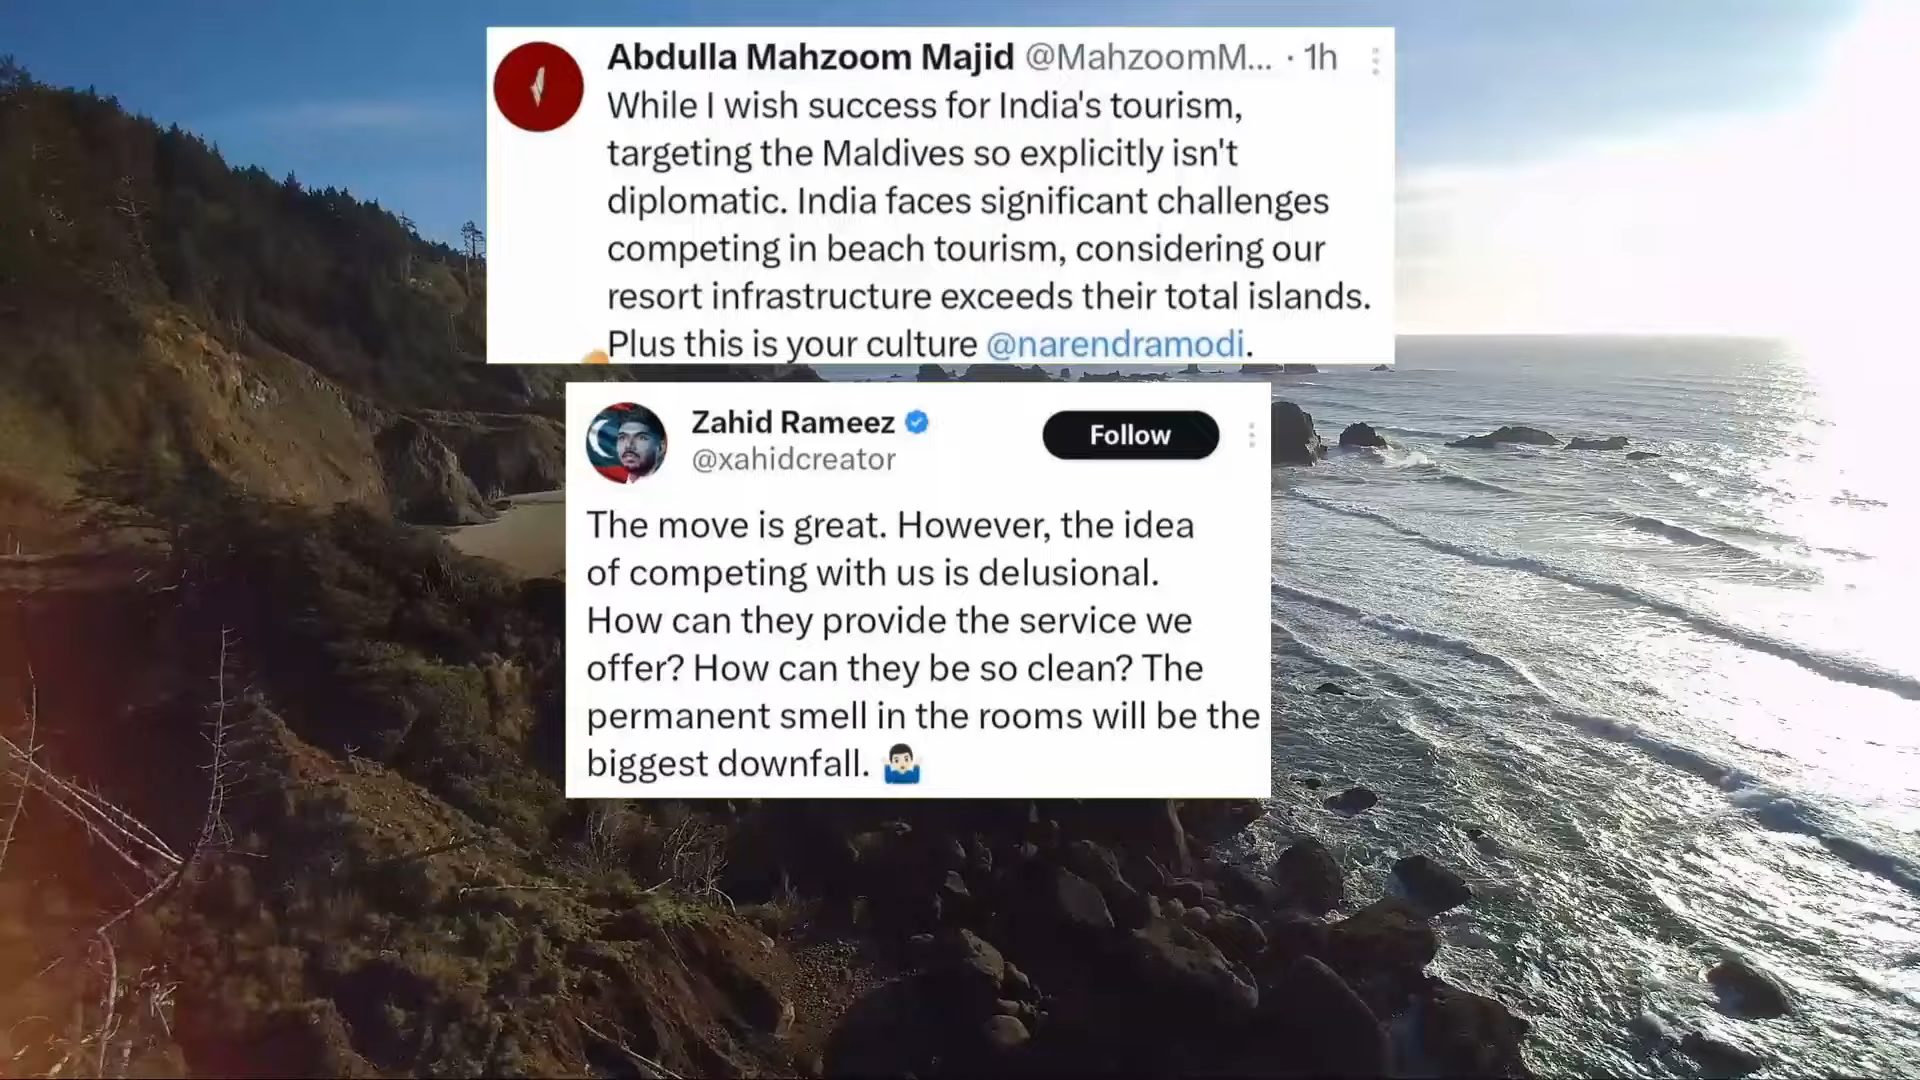 Abdulla Mahzoom Majid @MahzoomM... · 1h
While I wish success for India's tourism,
targeting the Maldives so explicitly isn't
diplomatic. India faces significant challenges
competing in beach tourism, considering our
resort infrastructure exceeds their total islands.
Plus this is your culture @narendramodi.
Zahid Rameez
@xahidcreator
Follow
The move is great. However, the idea
of competing with us is delusional.
How can they provide the service we
offer? How can they be so clean? The
permanent smell in the rooms will be the
biggest downfall. 🤷🏻‍♂️